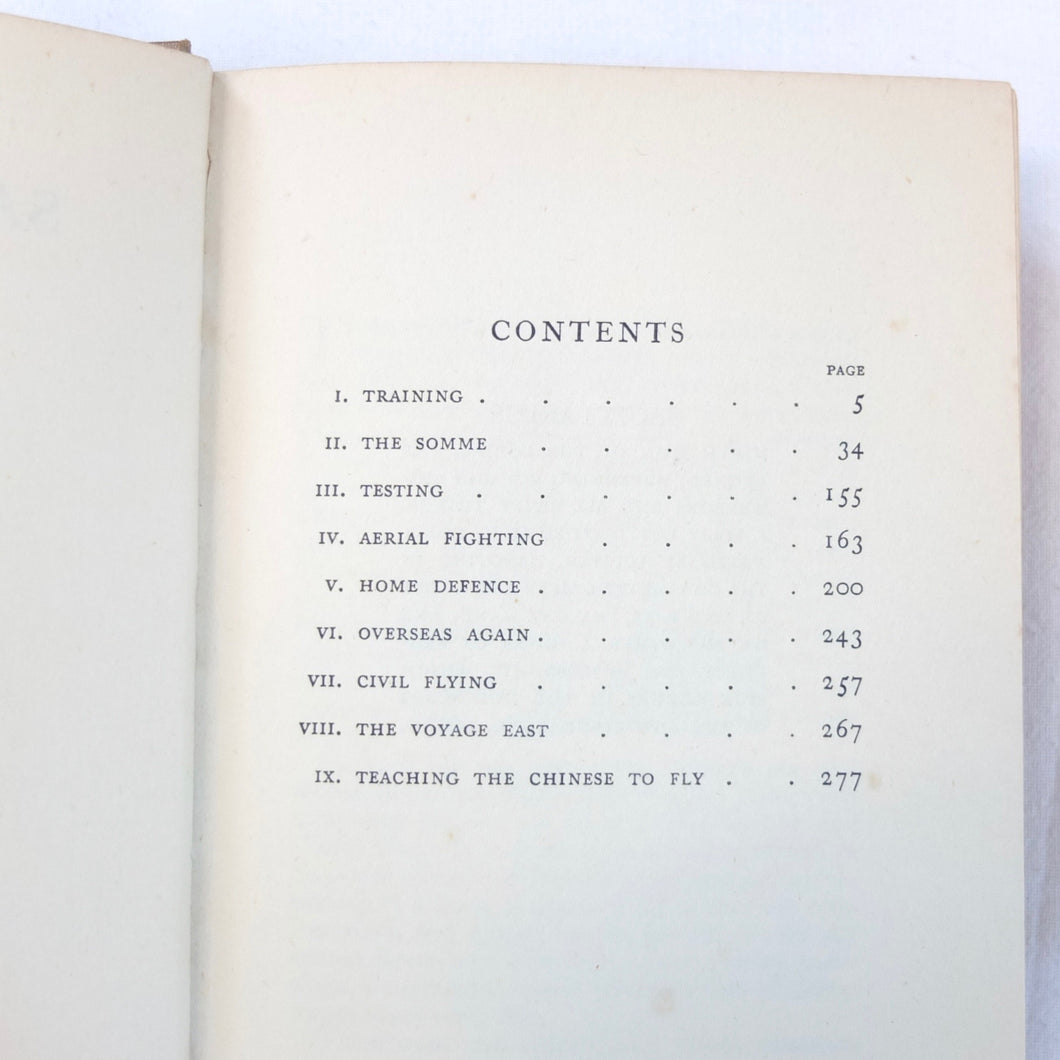 CONTENTS
PAGE
I. TRAINING . . . . . . 5
II. THE SOMME . . . . . 34
III. TESTING . . . . . . 155
IV. AERIAL FIGHTING . . . . 163
V. HOME DEFENCE . . . . . 200
VI. OVERSEAS AGAIN . . . . . 243
VII. CIVIL FLYING . . . . . 257
VIII. THE VOYAGE EAST . . . . 267
IX. TEACHING THE CHINESE TO FLY . . 277